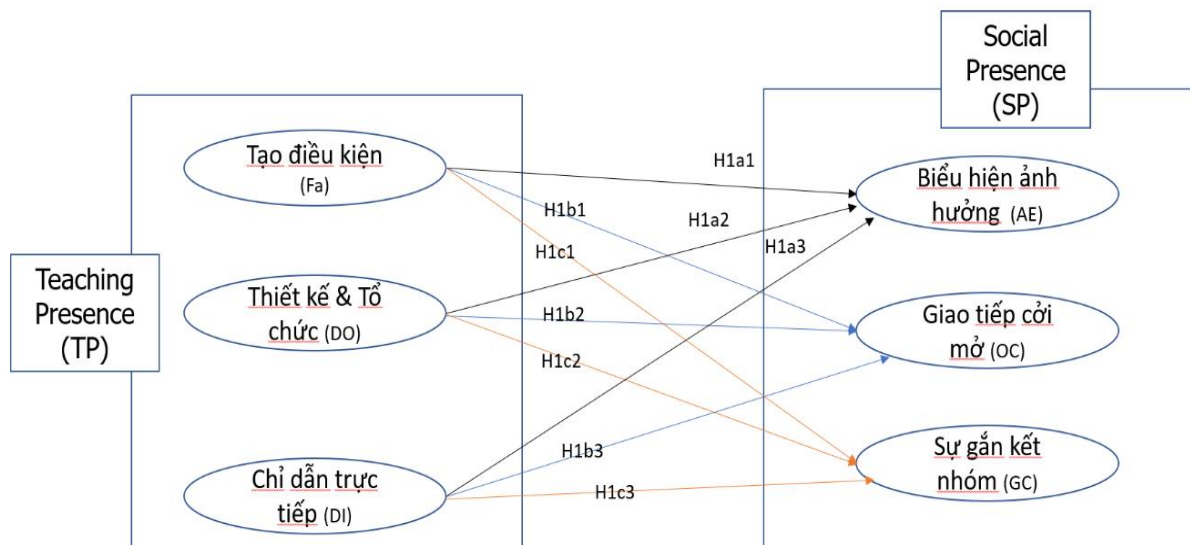 Social
Presence
(SP)
Tạo điều kiện
(Fa)
H1a1
Biểu hiện ảnh
hưởng (AE)
H1b1
H1a2
H1c1
H1a3
Teaching
Presence
(TP)
Thiết kế & Tổ
chức (DO)
H1b2
Giao tiếp cởi
mở (OC)
H1c2
H1b3
Sự gắn kết
nhóm (GC)
Chỉ dẫn trực
tiếp (DI)
H1c3